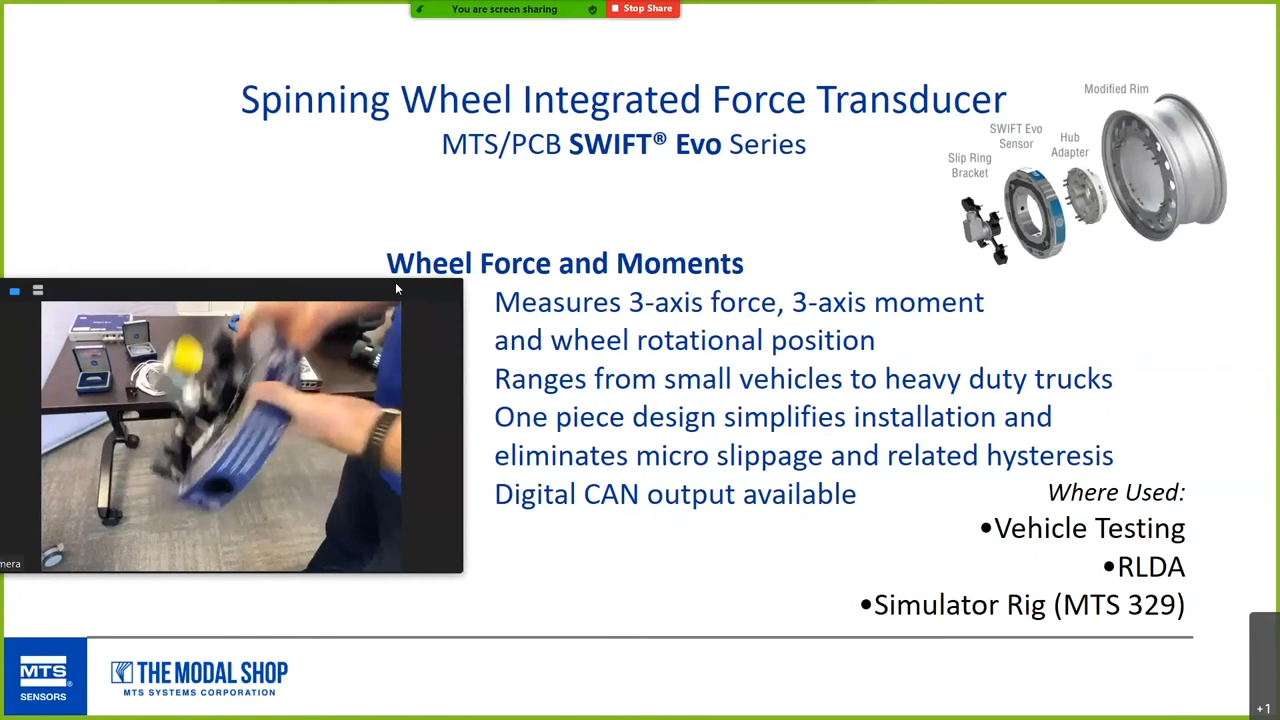 You are screen sharing
Stop Share
Spinning Wheel Integrated Force Transducer
MTS/PCB SWIFT® Evo Series
Modified Rim
SWIFT Evo
Sensor
Hub
Adapter
Slip Ring
Bracket
Wheel Force and Moments
Measures 3-axis force, 3-axis moment
and wheel rotational position
Ranges from small vehicles to heavy duty trucks
One piece design simplifies installation and
eliminates micro slippage and related hysteresis
Digital CAN output available
Where Used:
•Vehicle Testing
•RLDA
•Simulator Rig (MTS 329)
mera
MTS®
SENSORS
THE MODAL SHOP
MTS SYSTEMS CORPORATION
+1